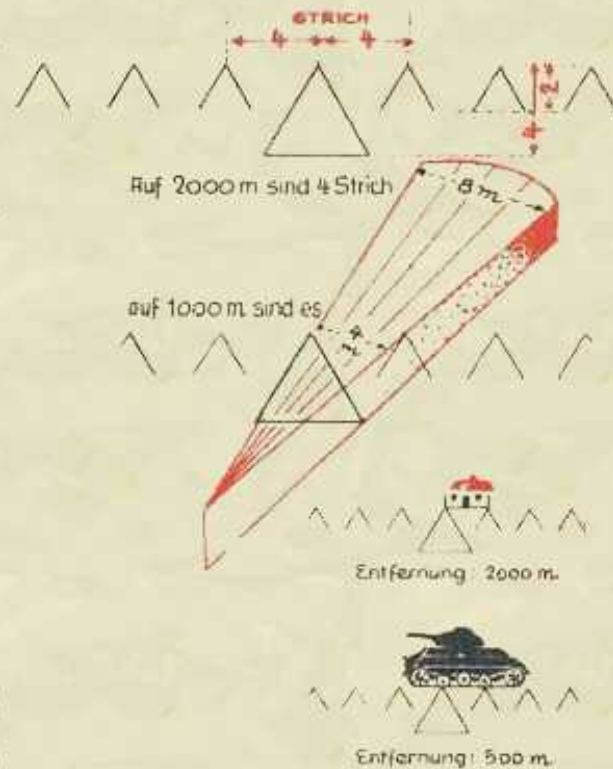 STRICH
4 4
2
4
Auf 2000 m sind 4 Strich
8 m
auf 1000 m sind es
4 m
Entfernung: 2000 m.
Entfernung: 500 m.